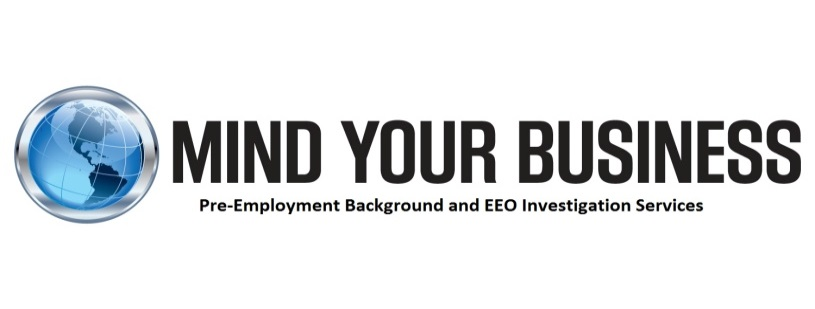 MIND YOUR BUSINESS
Pre-Employment Background and EEO Investigation Services